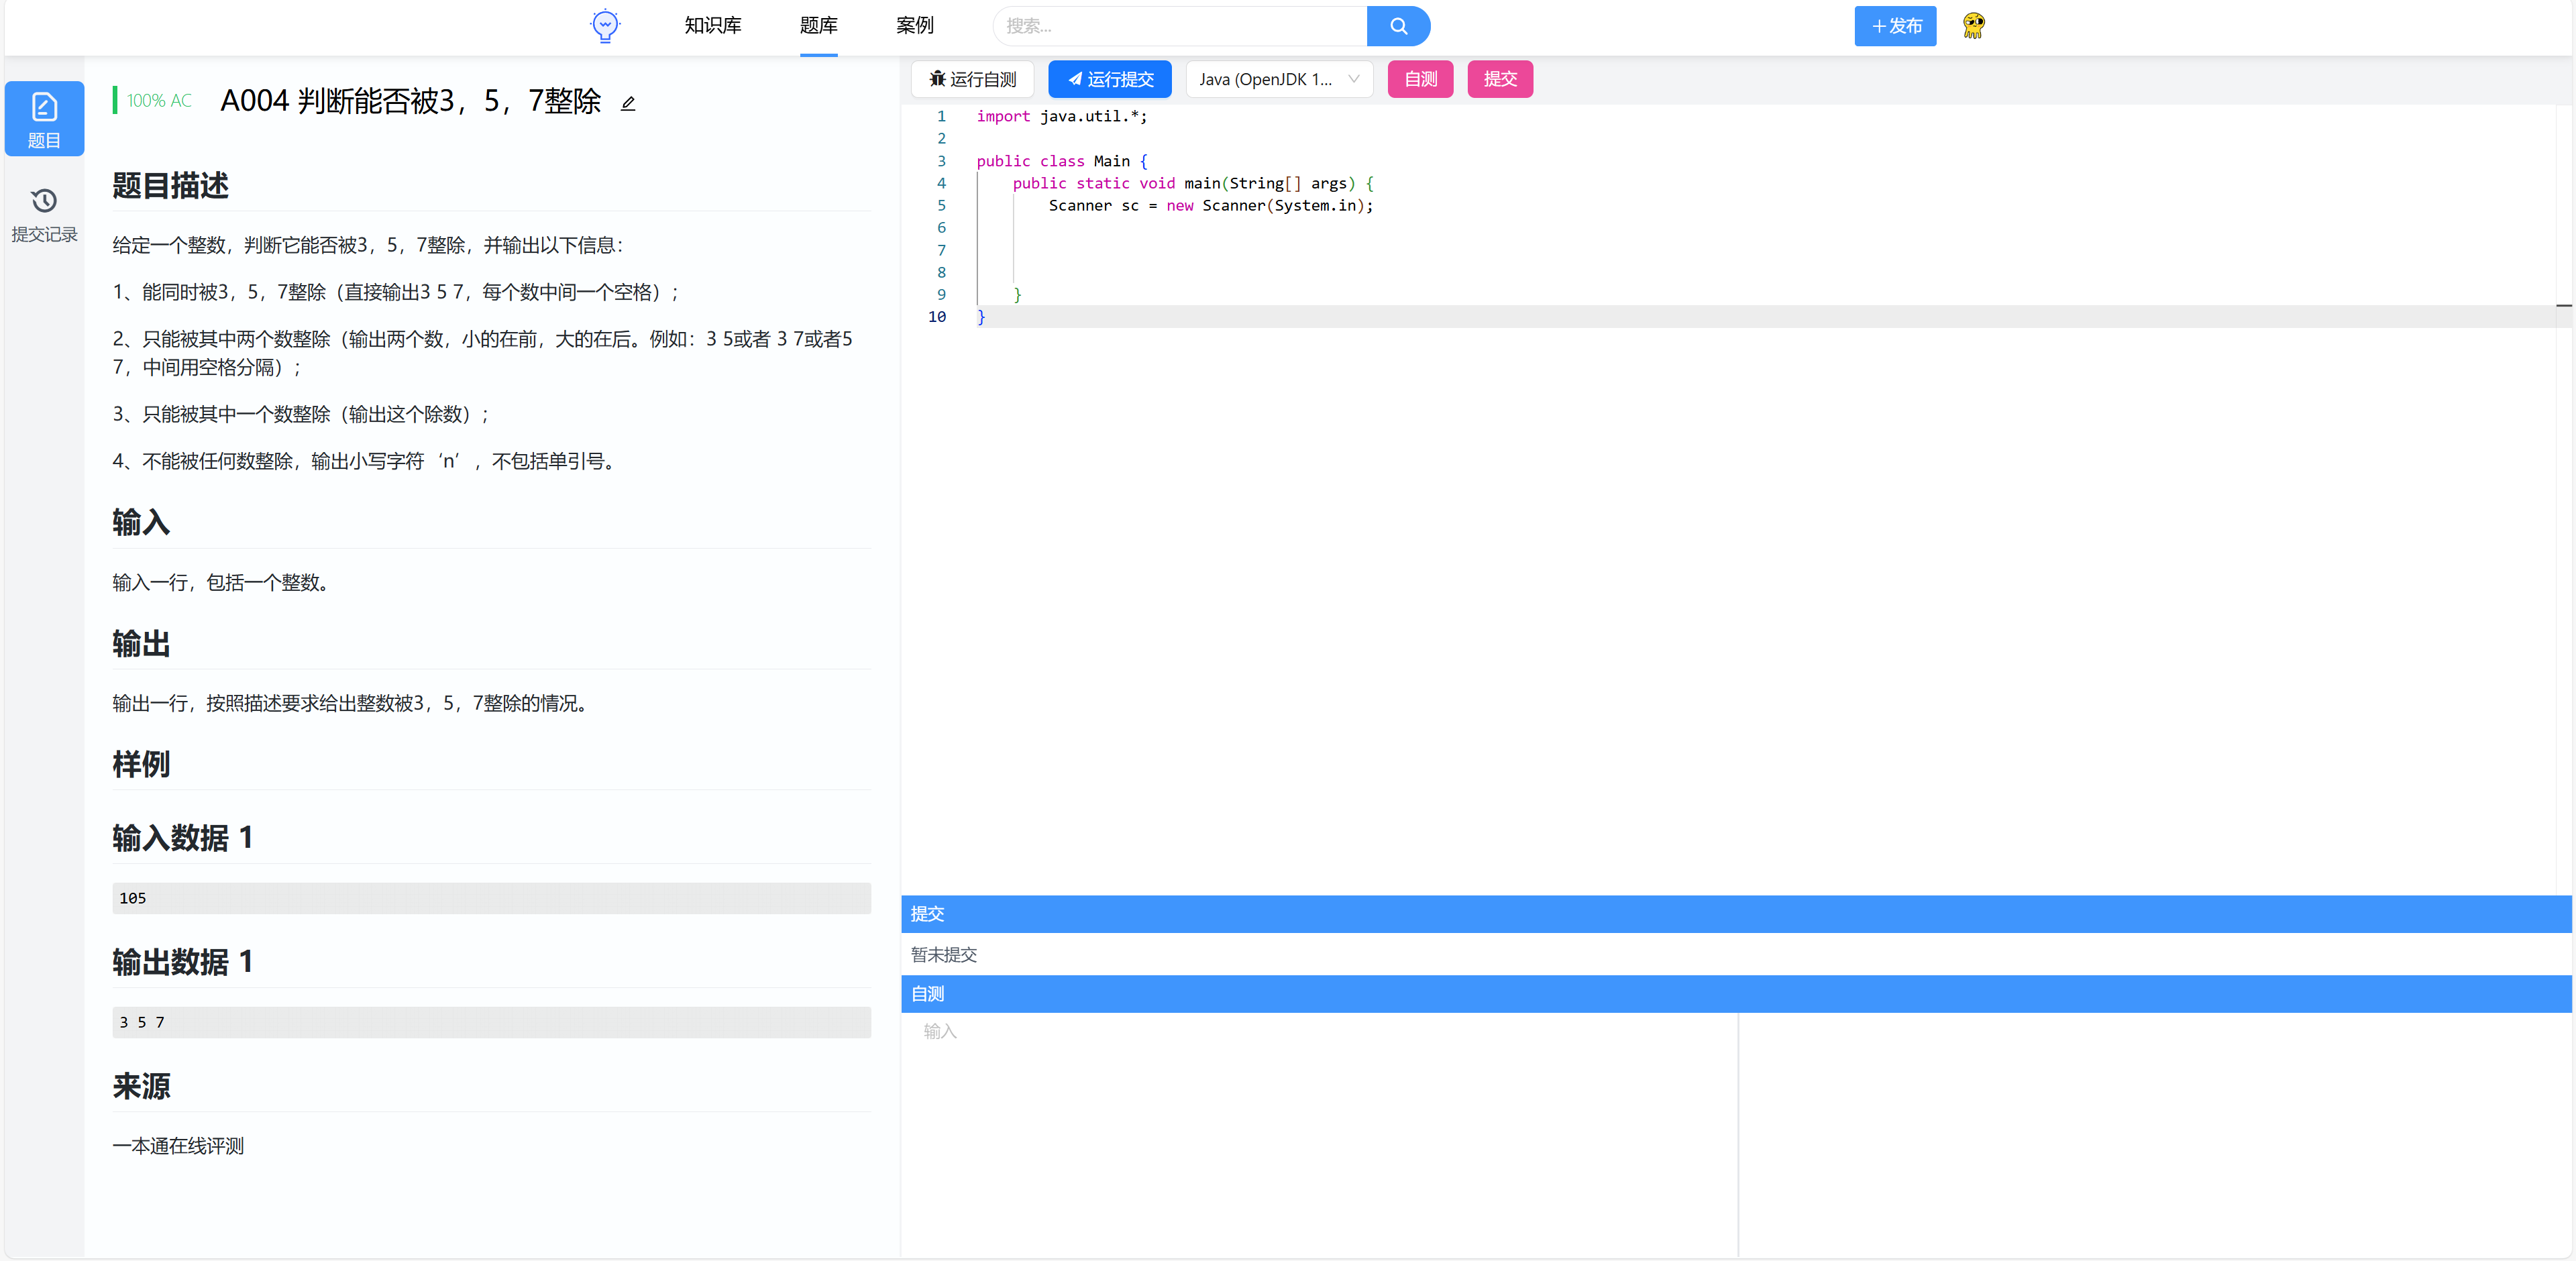 知识库
题库
案例
搜索...
发布
题目
提交记录
100% AC
A004 判断能否被3，5，7整除
题目描述
给定一个整数，判断它能否被3，5，7整除，并输出以下信息：
1、能同时被3，5，7整除（直接输出3 5 7，每个数中间一个空格）；
2、只能被其中两个数整除（输出两个数，小的在前，大的在后。例如：3 5或者 3 7或者5
7，中间用空格分隔）；
3、只能被其中一个数整除（输出这个除数）；
4、不能被任何数整除，输出小写字符‘n’，不包括单引号。
输入
输入一行，包括一个整数。
输出
输出一行，按照描述要求给出整数被3，5，7整除的情况。
样例
输入数据 1
105
输出数据 1
3 5 7
来源
一本通在线评测
运行自测
运行提交
Java (OpenJDK 1...
自测
提交
1 import java.util.*;
2
3 public class Main {
4     public static void main(String[] args) {
5         Scanner sc = new Scanner(System.in);
6
7
8
9     }
10 }
提交
暂未提交
自测
输入